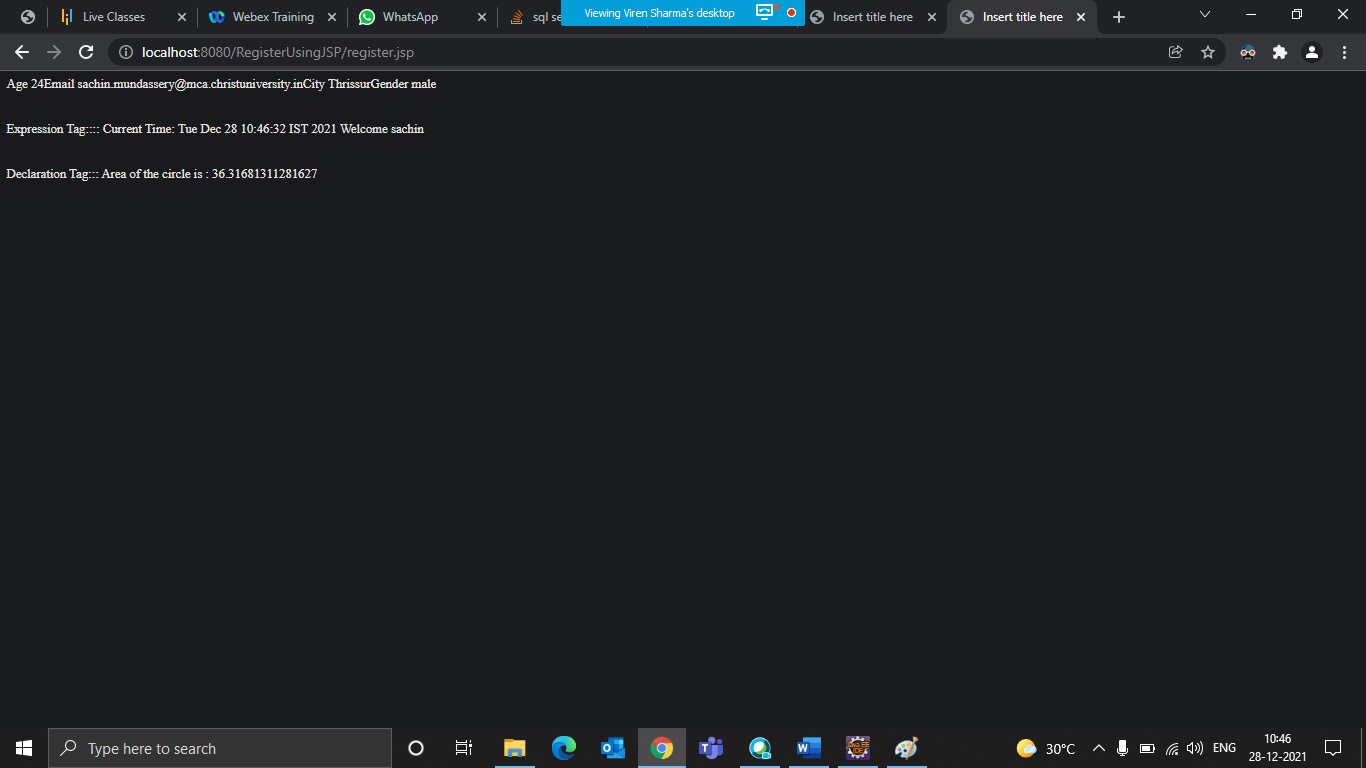 Live Classes
Webex Training
WhatsApp
sql se
Viewing Viren Sharma's desktop
Insert title here
Insert title here
localhost:8080/RegisterUsingJSP/register.jsp
Age 24Email sachin.mundassery@mca.christuniversity.inCity ThrissurGender male
Expression Tag:::: Current Time: Tue Dec 28 10:46:32 IST 2021 Welcome sachin
Declaration Tag::: Area of the circle is : 36.31681311281627
Type here to search
30°C
ENG
10:46
28-12-2021